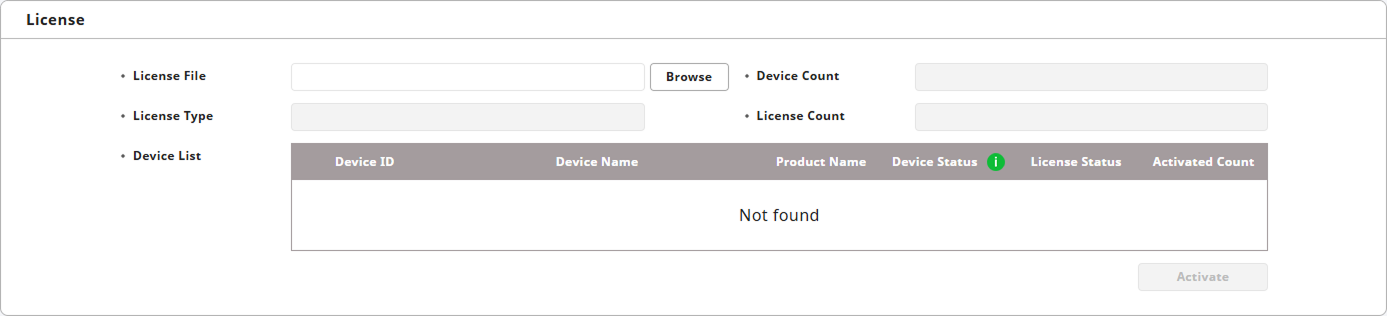 License
License File
Browse
Device Count
License Type
License Count
Device List
Device ID Device Name Product Name Device Status i License Status Activated Count
Not found
Activate